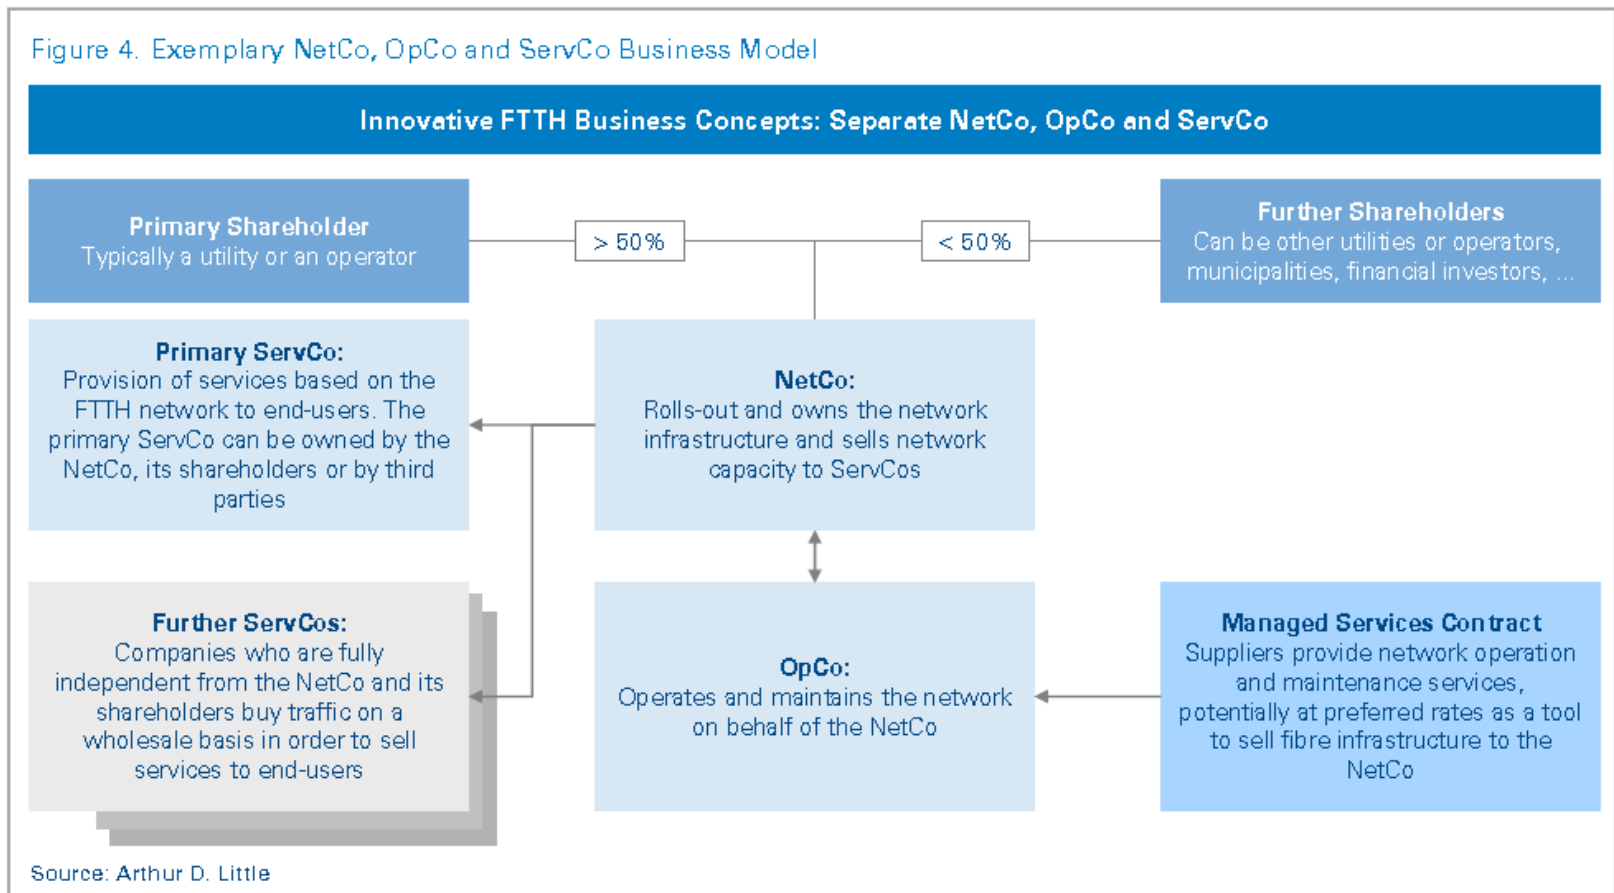 Figure 4. Exemplary NetCo, OpCo and ServCo Business Model
Innovative FTTH Business Concepts: Separate NetCo, OpCo and ServCo
Primary Shareholder
Typically a utility or an operator
> 50%
< 50%
Further Shareholders
Can be other utilities or operators,
municipalities, financial investors, ...
Primary ServCo:
Provision of services based on the
FTTH network to end-users. The
primary ServCo can be owned by the
NetCo, its shareholders or by third
parties
NetCo:
Rolls-out and owns the network
infrastructure and sells network
capacity to ServCos
Further ServCos:
Companies who are fully
independent from the NetCo and its
shareholders buy traffic on a
wholesale basis in order to sell
services to end-users
OpCo:
Operates and maintains the network
on behalf of the NetCo
Managed Services Contract
Suppliers provide network operation
and maintenance services,
potentially at preferred rates as a tool
to sell fibre infrastructure to the
NetCo
Source: Arthur D. Little